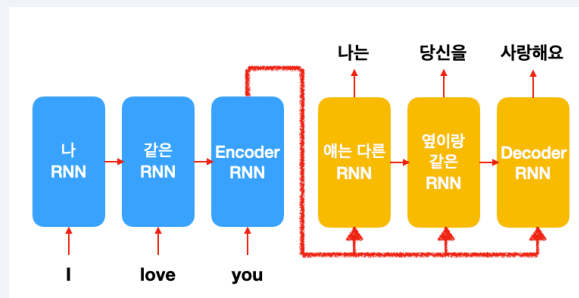 나는 당신을 사랑해요
나
RNN
같은
RNN
Encoder
RNN
얘는 다른
RNN
옆이랑
같은
RNN
Decoder
RNN
I love you